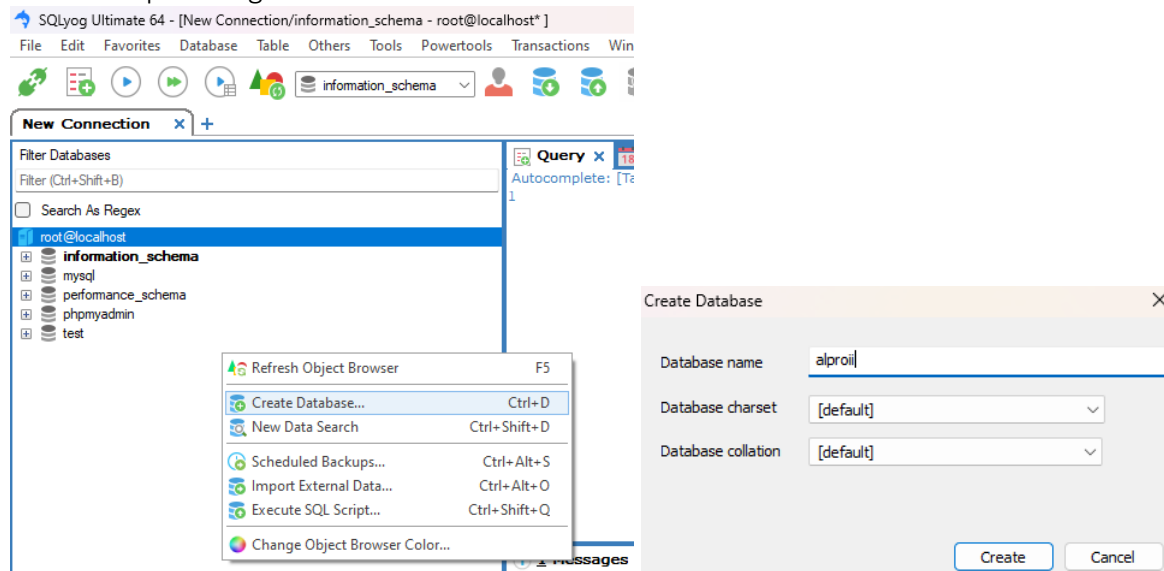 SQLyog Ultimate 64 - [New Connection/information_schema - root@localhost* ]
File Edit Favorites Database Table Others Tools Powertools Transactions Win
information_schema
New Connection x +
Filter Databases
Filter (Ctrl+Shift+B)
Search As Regex
root@localhost
information_schema
mysql
performance_schema
phpmyadmin
test
Query x 18
Autocomplete: [Ta
1
Refresh Object Browser F5
Create Database... Ctrl+D
New Data Search Ctrl+Shift+D
Scheduled Backups... Ctrl+Alt+S
Import External Data... Ctrl+Alt+O
Execute SQL Script... Ctrl+Shift+Q
Change Object Browser Color...
1 Messages
Create Database
Database name alproii
Database charset [default]
Database collation [default]
Create Cancel